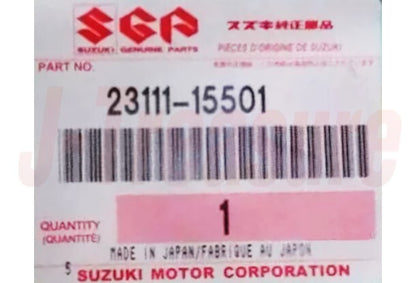 SGP
スズキ純正部品
SUZUKI GENUINE PARTS
PIÈCES D'ORIGINE DE SUZUKI
PART NO.
23111-15501
QUANTITY
(QUANTITÉ)
1
MADE IN JAPAN/FABRIQUE AU JAPON
5
SUZUKI MOTOR CORPORATION